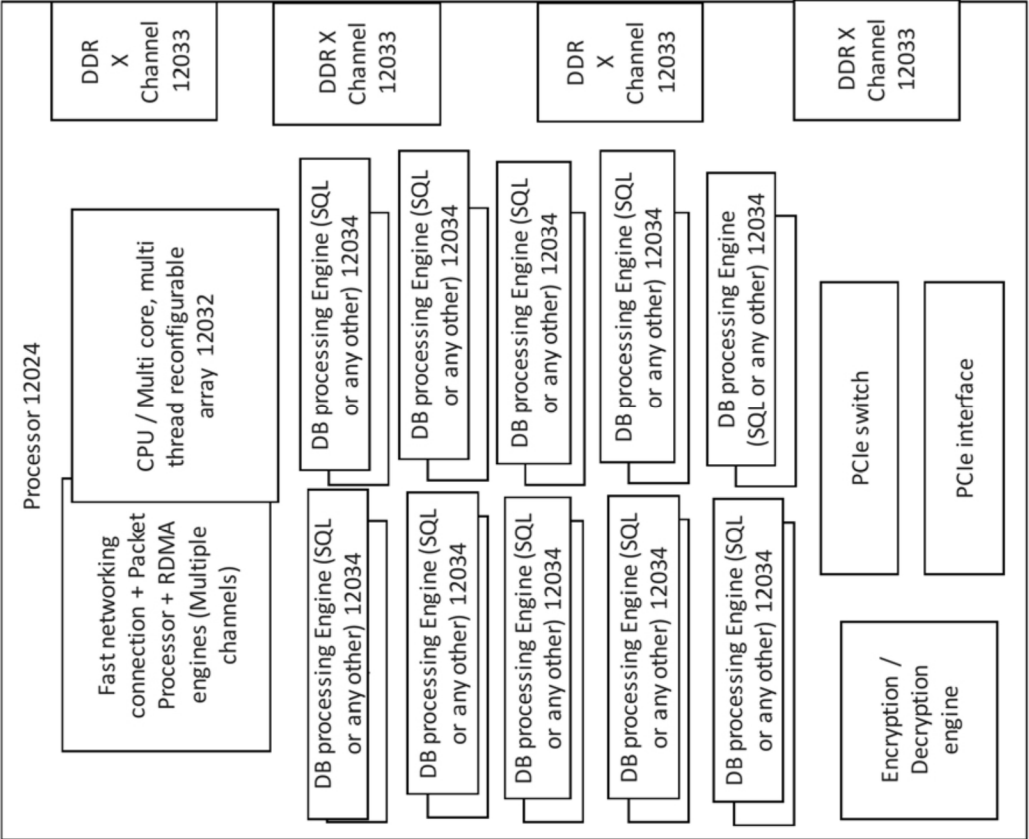 Processor 12024
DDR
X
Channel
12033
DDR X
Channel
12033
DDR
X
Channel
12033
DDR X
Channel
12033
Fast networking
connection + Packet
Processor + RDMA
engines (Multiple
channels)
CPU / Multi core, multi
thread reconfigurable
array 12032
DB processing Engine (SQL
or any other) 12034
DB processing Engine (SQL
or any other) 12034
DB processing Engine (SQL
or any other) 12034
DB processing Engine (SQL
or any other) 12034
DB processing Engine (SQL
or any other) 12034
DB processing Engine (SQL
or any other) 12034
DB processing Engine (SQL
or any other) 12034
DB processing Engine (SQL
or any other) 12034
DB processing Engine (SQL
or any other) 12034
DB processing Engine
(SQL or any other) 12034
Encryption /
Decryption
engine
PCIe switch
PCIe interface